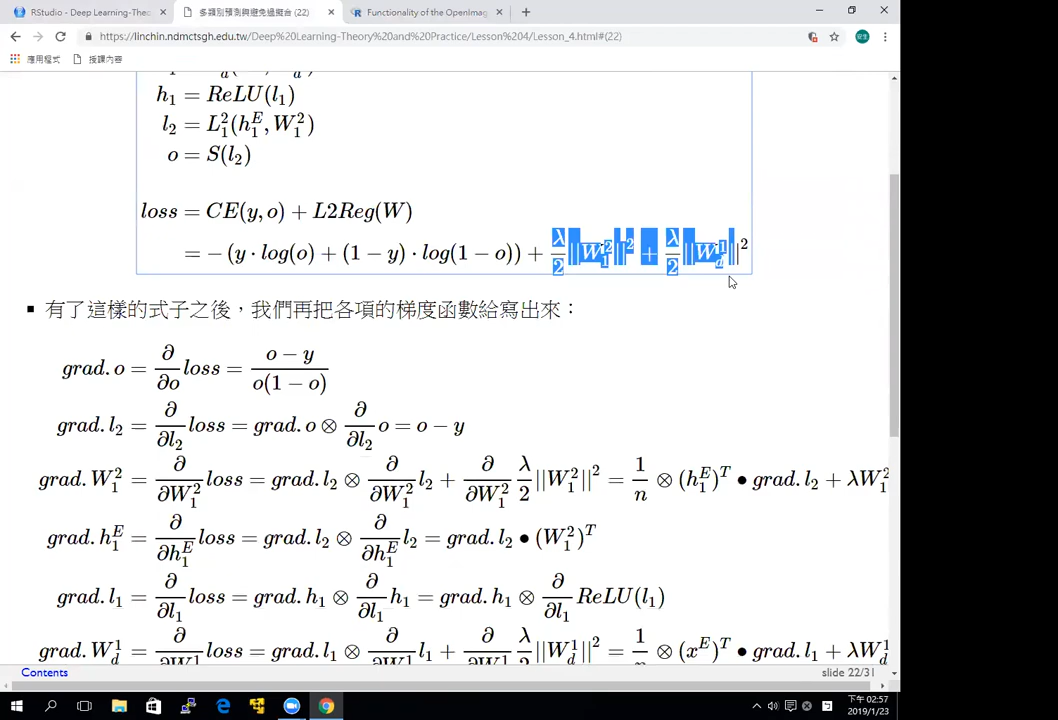 RStudio - Deep Learning-Theory
多類別預測與避免過擬合 (22)
Functionality of the OpenImag
https://linchin.ndmctsgh.edu.tw/Deep%20Learning-Theory%20and%20Practice/Lesson%204/Lesson_4.html#(22)
應用程式 授課內容
h₁ = ReLU(l₁)
l₂ = L₁²(h₁ᴱ, W₁²)
o = S(l₂)
loss = CE(y, o) + L2Reg(W)
= −(y · log(o) + (1 − y) · log(1 − o)) + λ/2 ||W₁²||² + λ/2 ||W_d¹||²
▪ 有了這樣的式子之後，我們再把各項的梯度函數給寫出來：
grad. o = ∂/∂o loss = (o − y)/(o(1 − o))
grad. l₂ = ∂/∂l₂ loss = grad. o ⊗ ∂/∂l₂ o = o − y
grad. W₁² = ∂/∂W₁² loss = grad. l₂ ⊗ ∂/∂W₁² l₂ + ∂/∂W₁² λ/2 ||W₁²||² = 1/n ⊗ (h₁ᴱ)ᵀ • grad. l₂ + λW₁²
grad. h₁ᴱ = ∂/∂h₁ᴱ loss = grad. l₂ ⊗ ∂/∂h₁ᴱ l₂ = grad. l₂ • (W₁²)ᵀ
grad. l₁ = ∂/∂l₁ loss = grad. h₁ ⊗ ∂/∂l₁ h₁ = grad. h₁ ⊗ ∂/∂l₁ ReLU(l₁)
grad. W_d¹ = ∂/∂W¹ loss = grad. l₁ ⊗ ∂/∂W¹ l₁ + ∂/∂W¹ λ/2 ||W_d¹||² = 1/n ⊗ (xᴱ)ᵀ • grad. l₁ + λW_d¹
Contents
slide 22/31
下午 02:57
2019/1/23